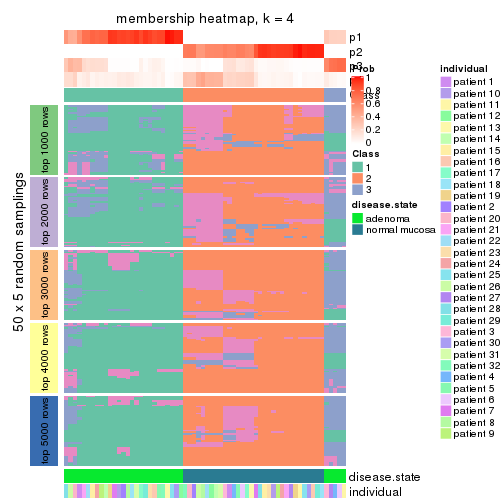 membership heatmap, k = 4
p1
p2
p3
Prob
1
0.8
0.6
0.4
0.2
0
Class
Class
1
2
3
disease.state
adenoma
normal mucosa
individual
patient 1
patient 10
patient 11
patient 12
patient 13
patient 14
patient 15
patient 16
patient 17
patient 18
patient 19
patient 2
patient 20
patient 21
patient 22
patient 23
patient 24
patient 25
patient 26
patient 27
patient 28
patient 29
patient 3
patient 30
patient 31
patient 32
patient 4
patient 5
patient 6
patient 7
patient 8
patient 9
50 x 5 random samplings
top 1000 rows
top 2000 rows
top 3000 rows
top 4000 rows
top 5000 rows
disease.state
individual